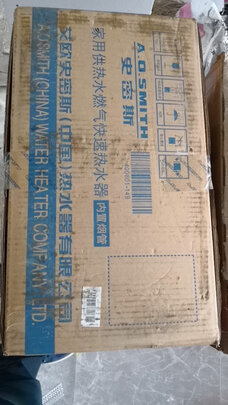 A.O.SMITH
史密斯
家用供热水燃气快速热水器
内置烟管
艾欧史密斯(中国)热水器有限公司
A.O.SMITH (CHINA) WATER HEATER COMPANY LTD.